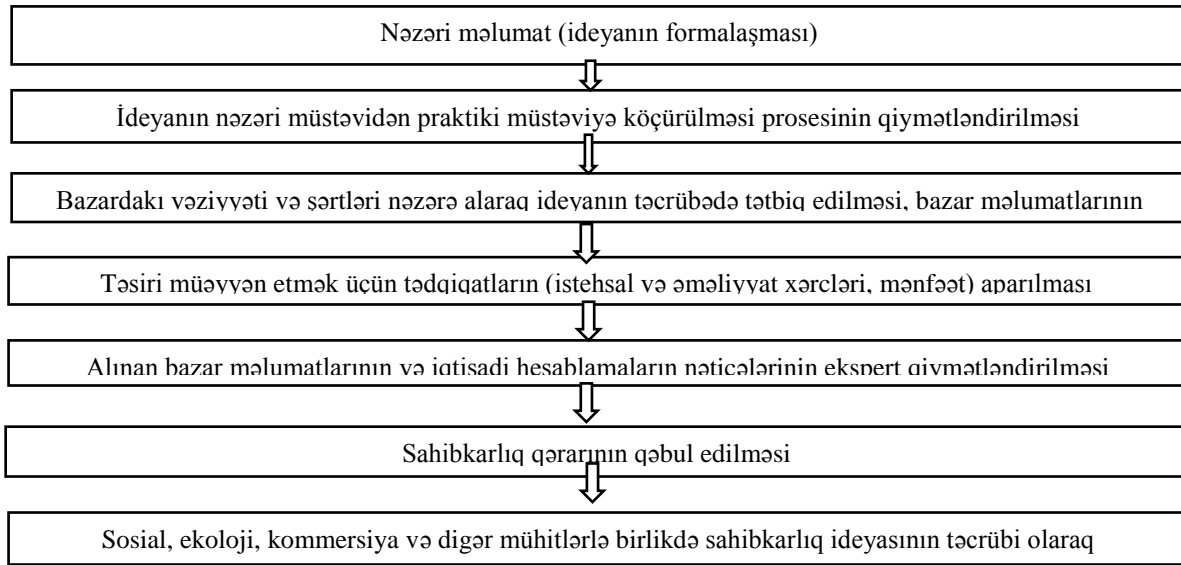 Nəzəri məlumat (ideyanın formalaşması)
İdeyanın nəzəri müstəvidən praktiki müstəviyə köçürülməsi prosesinin qiymətləndirilməsi
Bazardakı vəziyyəti və şərtləri nəzərə alaraq ideyanın təcrübədə tətbiq edilməsi, bazar məlumatlarının
Təsiri müəyyən etmək üçün tədqiqatların (istehsal və əməliyyat xərcləri, mənfəət) aparılması
Alınan bazar məlumatlarının və iqtisadi hesablamaların nəticələrinin ekspert qiymətləndirilməsi
Sahibkarlıq qərarının qəbul edilməsi
Sosial, ekoloji, kommersiya və digər mühitlərlə birlikdə sahibkarlıq ideyasının təcrübi olaraq